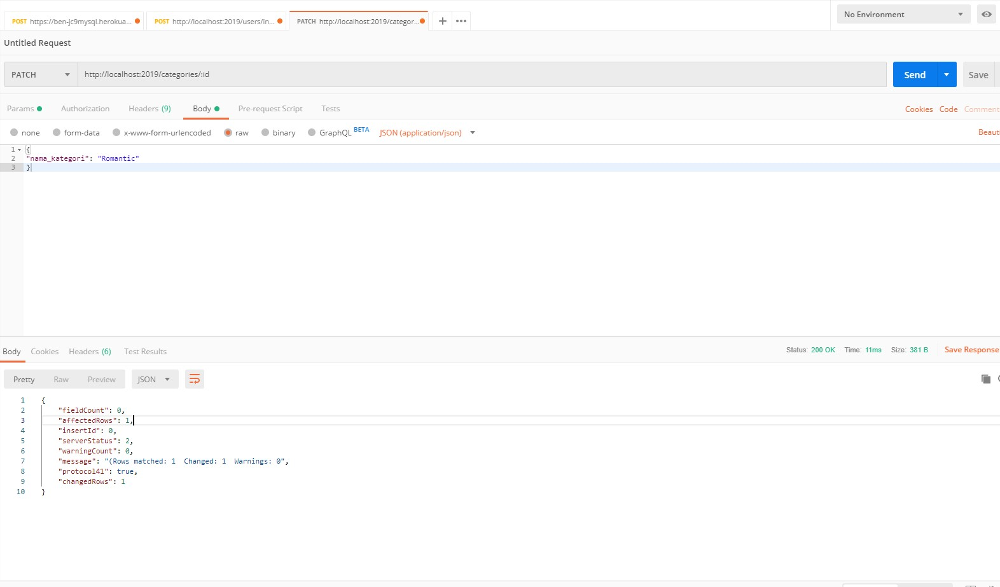 POST https://ben-jc9mysql.herokua...
POST http://localhost:2019/users/in...
PATCH http://localhost:2019/categor...
No Environment
Untitled Request
PATCH http://localhost:2019/categories/:id Send Save
Params Authorization Headers (9) Body Pre-request Script Tests Cookies Code Comment
none form-data x-www-form-urlencoded raw binary GraphQL BETA JSON (application/json) Beaut
1 {
2 "nama_kategori": "Romantic"
3 }
Body Cookies Headers (6) Test Results Status: 200 OK Time: 11ms Size: 381 B Save Response
Pretty Raw Preview JSON
1 {
2 "fieldCount": 0,
3 "affectedRows": 1,
4 "insertId": 0,
5 "serverStatus": 2,
6 "warningCount": 0,
7 "message": "(Rows matched: 1  Changed: 1  Warnings: 0",
8 "protocol41": true,
9 "changedRows": 1
10 }